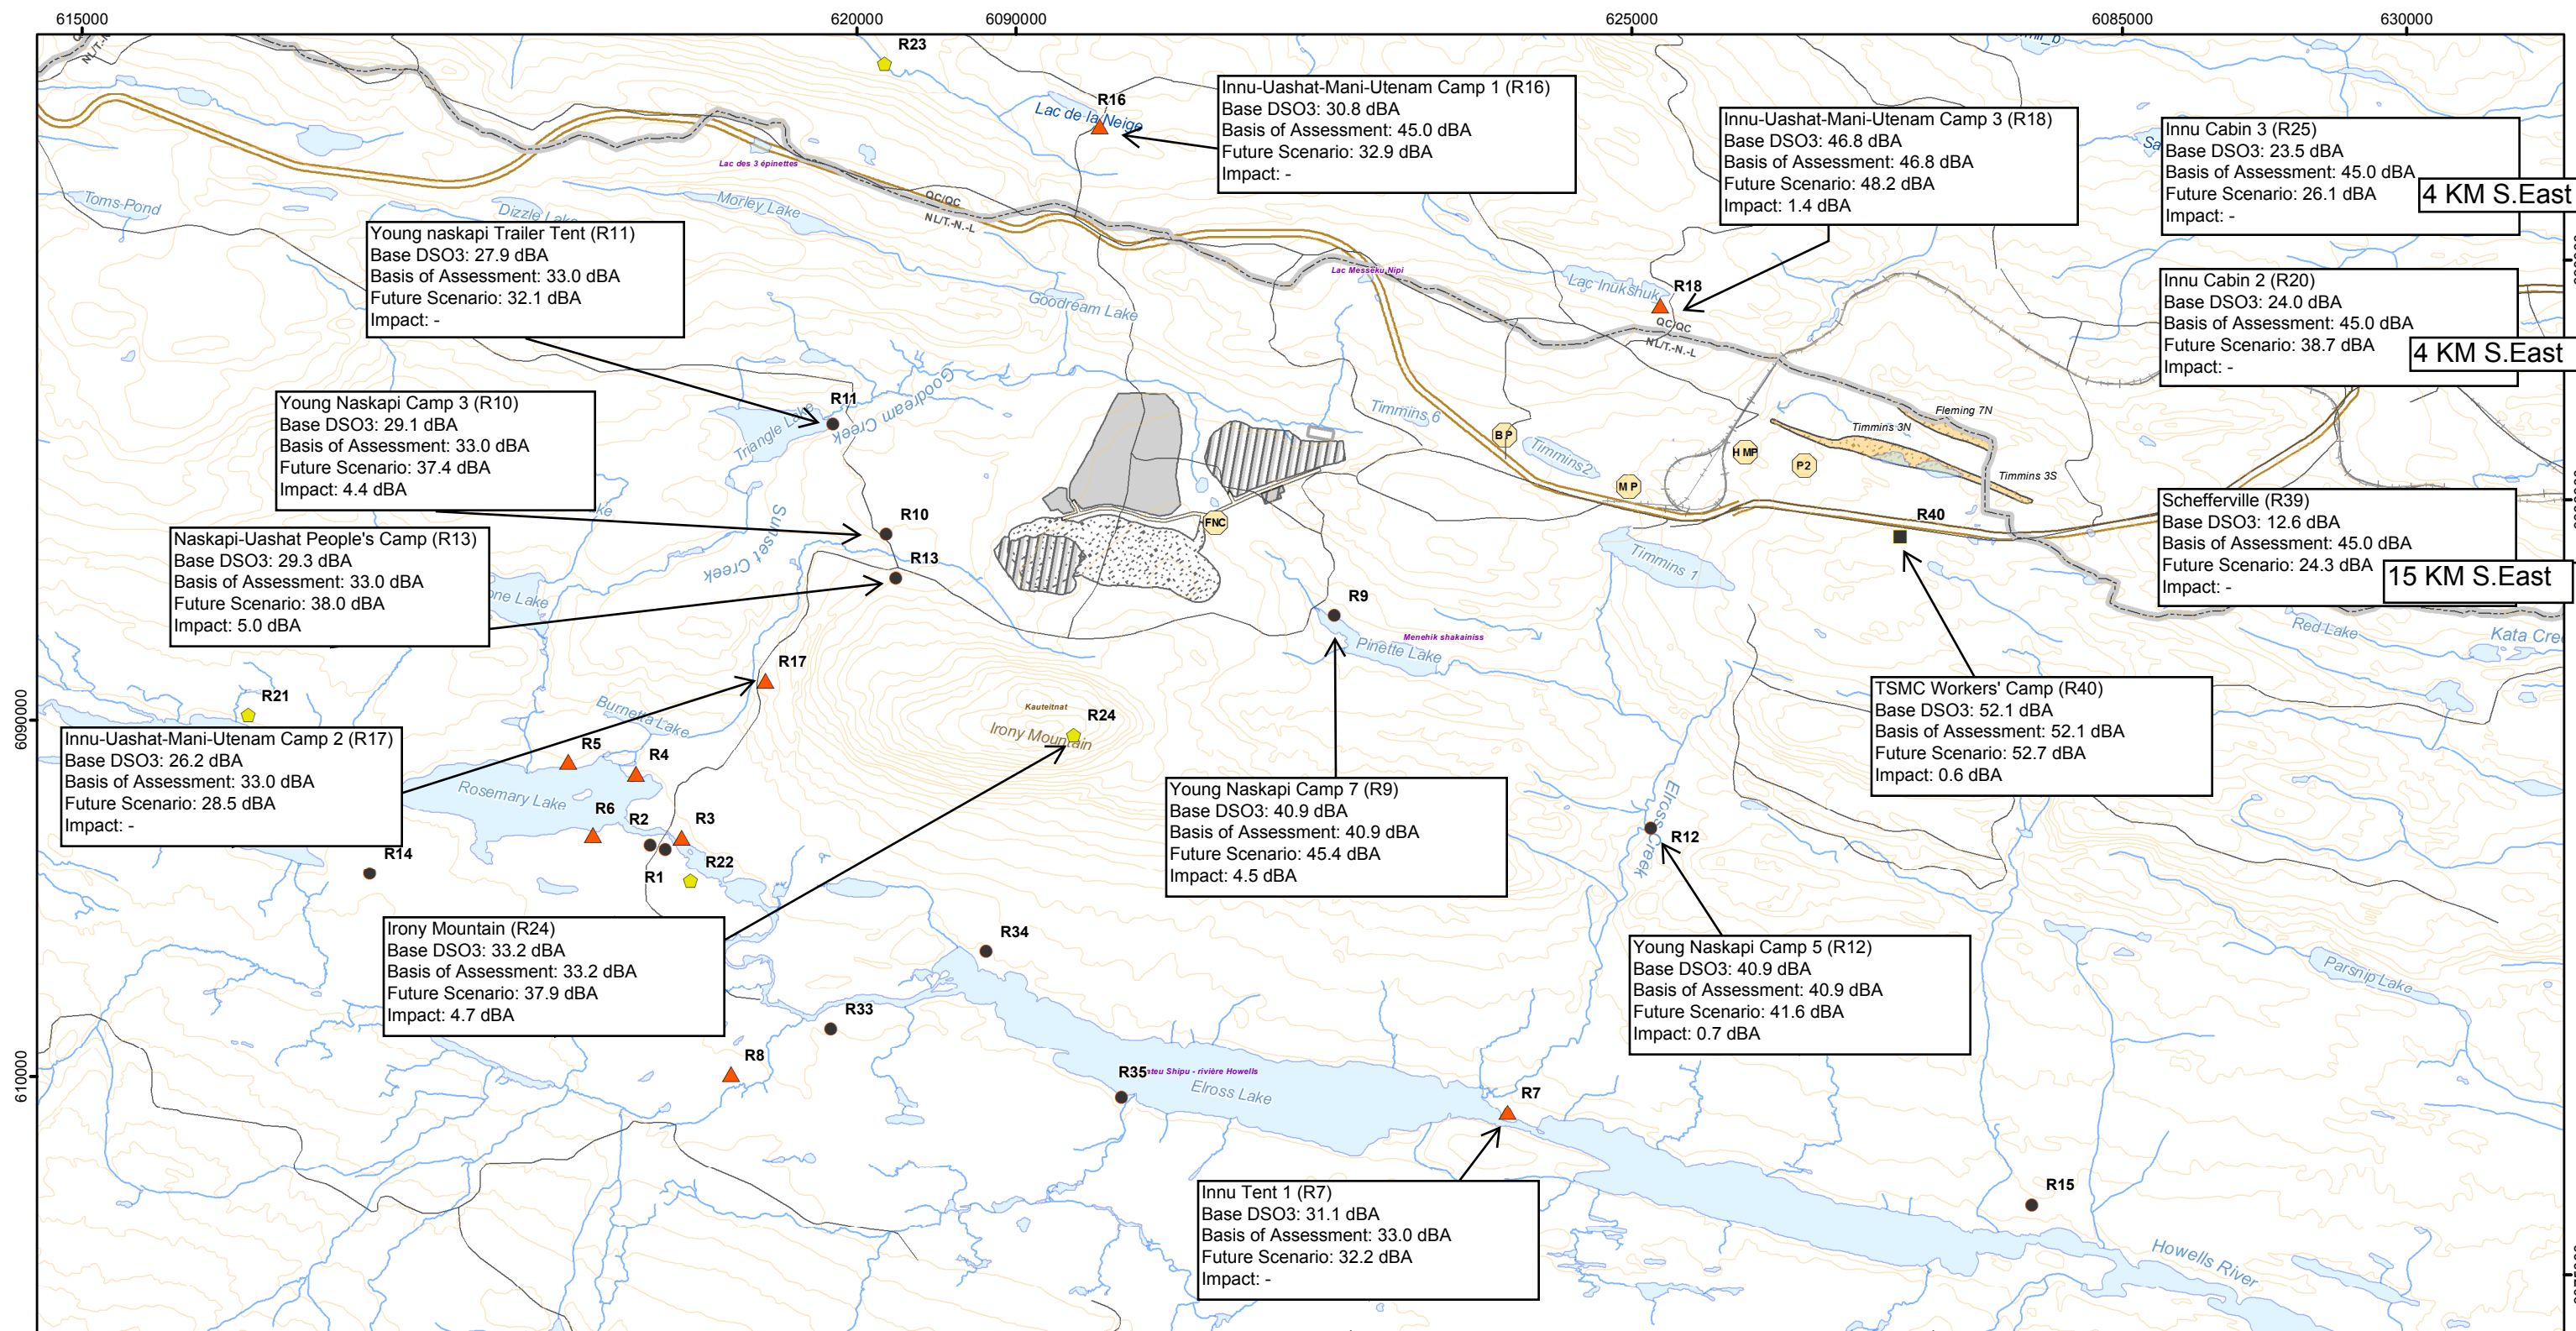 615000
620000
6090000
625000
6085000
630000
R23
R16
Lac de la Neige
Innu-Uashat-Mani-Utenam Camp 1 (R16)
Base DSO3: 30.8 dBA
Basis of Assessment: 45.0 dBA
Future Scenario: 32.9 dBA
Impact: -
Innu-Uashat-Mani-Utenam Camp 3 (R18)
Base DSO3: 46.8 dBA
Basis of Assessment: 46.8 dBA
Future Scenario: 48.2 dBA
Impact: 1.4 dBA
Innu Cabin 3 (R25)
Base DSO3: 23.5 dBA
Basis of Assessment: 45.0 dBA
Future Scenario: 26.1 dBA
Impact: -
4 KM S.East
Lac des 3 épinettes
Toms-Pond
Dizzle Lake
Morley Lake
QC/QC
NL/T.-N.-L
Young naskapi Trailer Tent (R11)
Base DSO3: 27.9 dBA
Basis of Assessment: 33.0 dBA
Future Scenario: 32.1 dBA
Impact: -
Goodream Lake
Lac Messeku Nipi
Lac Inukshuk
R18
QC/QC
NL/T.-N.-L
Innu Cabin 2 (R20)
Base DSO3: 24.0 dBA
Basis of Assessment: 45.0 dBA
Future Scenario: 38.7 dBA
Impact: -
4 KM S.East
Young Naskapi Camp 3 (R10)
Base DSO3: 29.1 dBA
Basis of Assessment: 33.0 dBA
Future Scenario: 37.4 dBA
Impact: 4.4 dBA
R11
Triangle Lake
Goodream Creek
Timmins 6
BP
Timmins2
MP
HMP
P2
Fleming 7N
Timmins 3N
Timmins 3S
Schefferville (R39)
Base DSO3: 12.6 dBA
Basis of Assessment: 45.0 dBA
Future Scenario: 24.3 dBA
Impact: -
15 KM S.East
Naskapi-Uashat People's Camp (R13)
Base DSO3: 29.3 dBA
Basis of Assessment: 33.0 dBA
Future Scenario: 38.0 dBA
Impact: 5.0 dBA
Sunset Creek
R10
R13
FNC
R40
Timmins 1
R9
Menehik shakainiss
Pinette Lake
Red Lake
R17
R21
6090000
Innu-Uashat-Mani-Utenam Camp 2 (R17)
Base DSO3: 26.2 dBA
Basis of Assessment: 33.0 dBA
Future Scenario: 28.5 dBA
Impact: -
Burnetta Lake
R5
R4
Rosemary Lake
R6
R2
R3
R22
R1
R14
Kauteitnat
Irony Mountain
R24
Young Naskapi Camp 7 (R9)
Base DSO3: 40.9 dBA
Basis of Assessment: 40.9 dBA
Future Scenario: 45.4 dBA
Impact: 4.5 dBA
TSMC Workers' Camp (R40)
Base DSO3: 52.1 dBA
Basis of Assessment: 52.1 dBA
Future Scenario: 52.7 dBA
Impact: 0.6 dBA
Elross Creek
R12
Irony Mountain (R24)
Base DSO3: 33.2 dBA
Basis of Assessment: 33.2 dBA
Future Scenario: 37.9 dBA
Impact: 4.7 dBA
Young Naskapi Camp 5 (R12)
Base DSO3: 40.9 dBA
Basis of Assessment: 40.9 dBA
Future Scenario: 41.6 dBA
Impact: 0.7 dBA
R34
R33
R8
R35
Shipu - rivière Howells
Elross Lake
R7
Parsnip Lake
610000
Innu Tent 1 (R7)
Base DSO3: 31.1 dBA
Basis of Assessment: 33.0 dBA
Future Scenario: 32.2 dBA
Impact: -
R15
Howells River